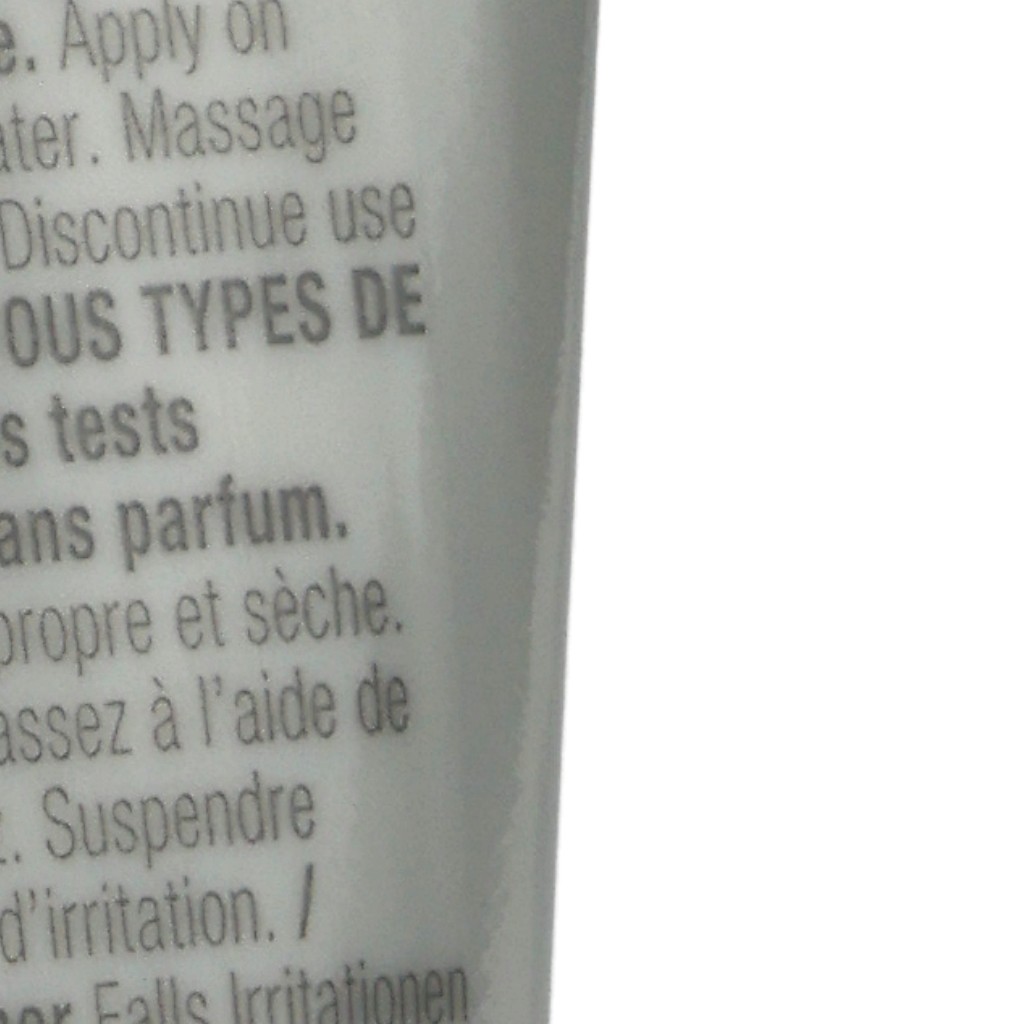 e. Apply on
ater. Massage
Discontinue use
OUS TYPES DE
s tests
ans parfum.
propre et sèche.
assez à l'aide de
z. Suspendre
d'irritation. /
Falls Irritationen